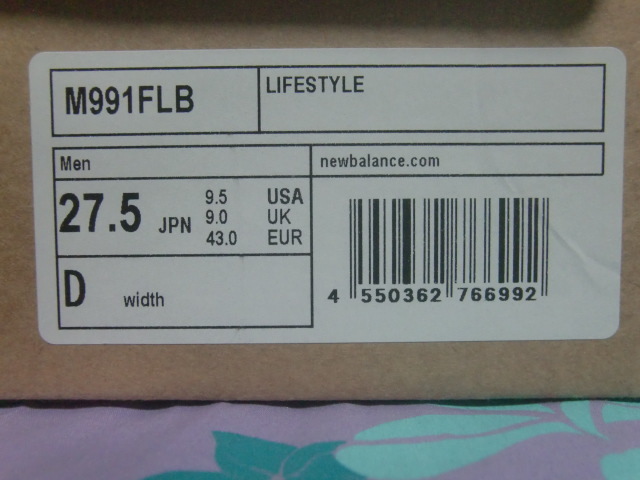 M991FLB
LIFESTYLE
Men
newbalance.com
27.5 JPN
9.5 USA
9.0 UK
43.0 EUR
D width
4 550362 766992